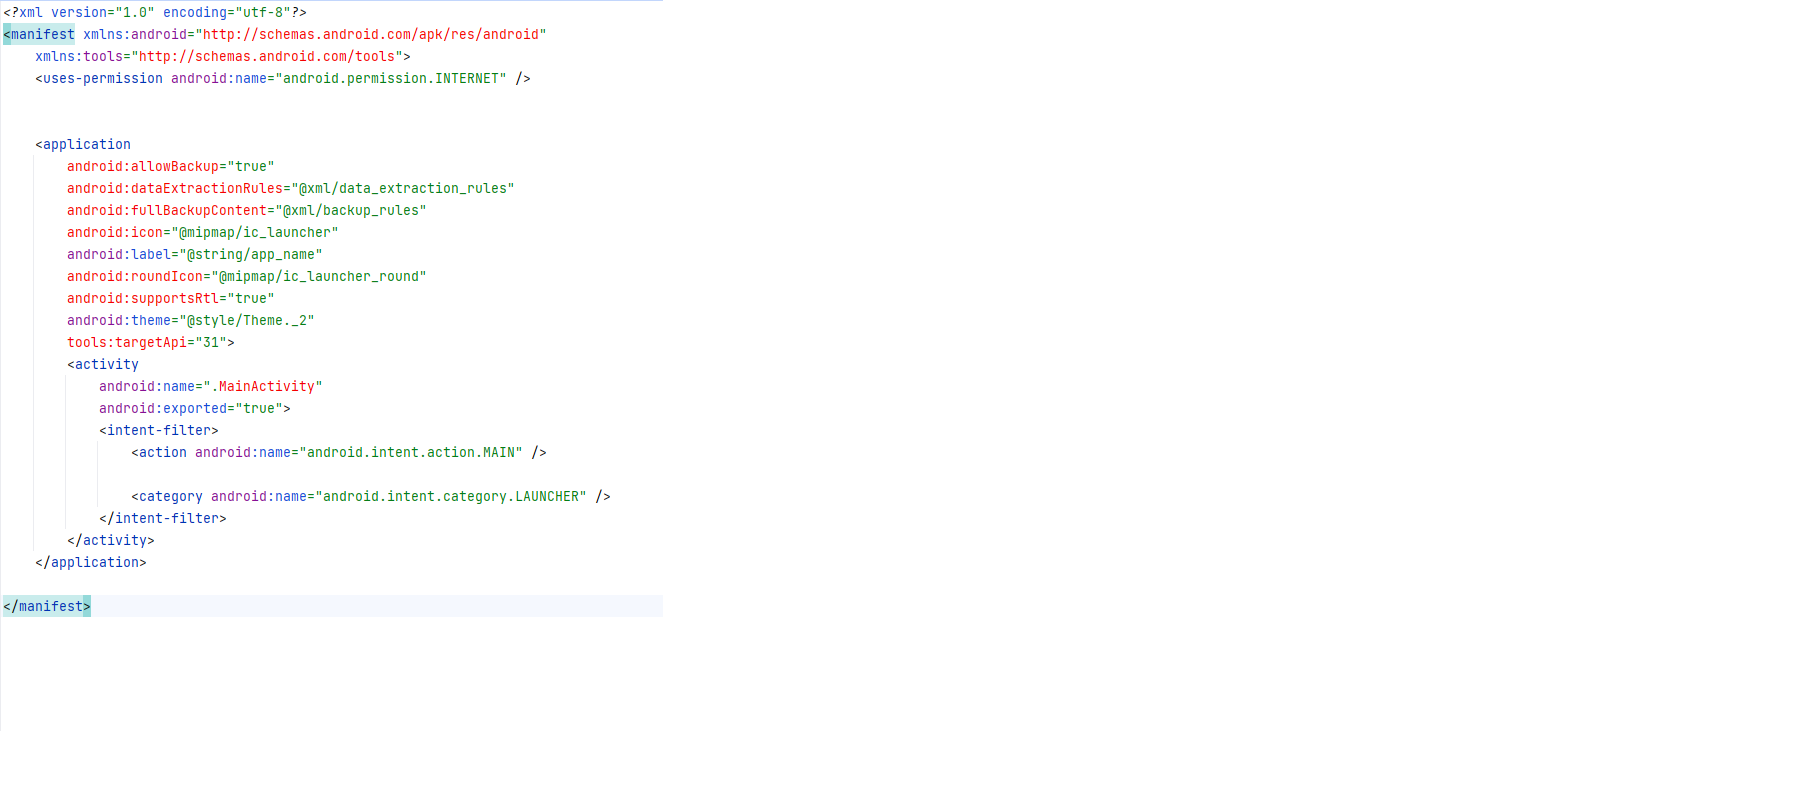 <?xml version="1.0" encoding="utf-8"?>
<manifest xmlns:android="http://schemas.android.com/apk/res/android"
    xmlns:tools="http://schemas.android.com/tools">
    <uses-permission android:name="android.permission.INTERNET" />
    <application
        android:allowBackup="true"
        android:dataExtractionRules="@xml/data_extraction_rules"
        android:fullBackupContent="@xml/backup_rules"
        android:icon="@mipmap/ic_launcher"
        android:label="@string/app_name"
        android:roundIcon="@mipmap/ic_launcher_round"
        android:supportsRtl="true"
        android:theme="@style/Theme._2"
        tools:targetApi="31">
        <activity
            android:name=".MainActivity"
            android:exported="true">
            <intent-filter>
                <action android:name="android.intent.action.MAIN" />
                <category android:name="android.intent.category.LAUNCHER" />
            </intent-filter>
        </activity>
    </application>
</manifest>